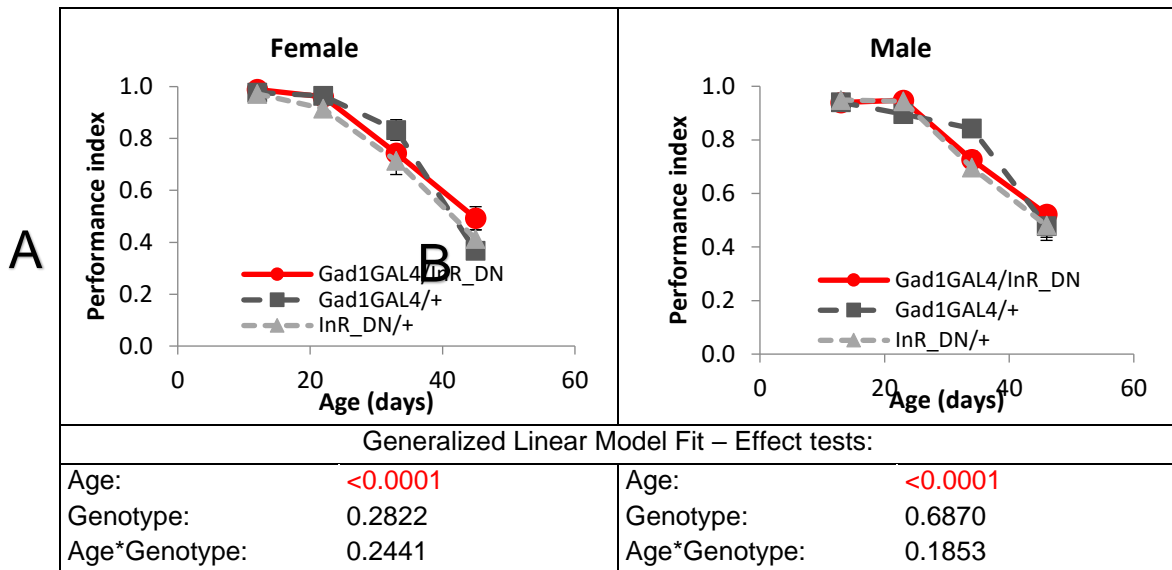 A
Female
Performance index
1.0
0.8
0.6
0.4
0.2
0.0
0 20 40 60
Age (days)
Gad1GAL4/InR_DN
Gad1GAL4/+
InR_DN/+
B
Male
Performance index
1.0
0.8
0.6
0.4
0.2
0.0
0 20 40 60
Age (days)
Gad1GAL4/InR_DN
Gad1GAL4/+
InR_DN/+
Generalized Linear Model Fit – Effect tests:
Age: <0.0001
Genotype: 0.2822
Age*Genotype: 0.2441
Age: <0.0001
Genotype: 0.6870
Age*Genotype: 0.1853